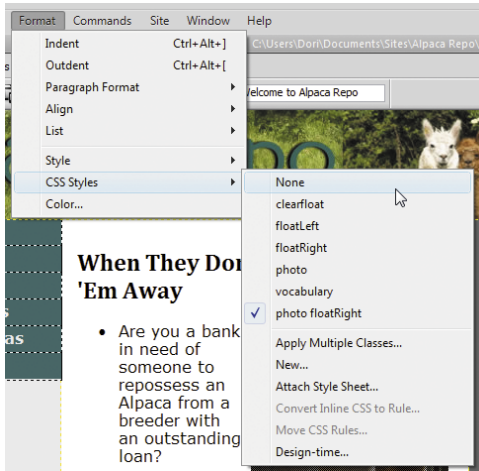 Format Commands Site Window Help
Indent Ctrl+Alt+]
C:\Users\Dori\Documents\Sites\Alpaca Repo\
Outdent Ctrl+Alt+[
s
Paragraph Format
Welcome to Alpaca Repo
Align
List
Style
CSS Styles
Color...
None
clearfloat
floatLeft
floatRight
photo
vocabulary
✓ photo floatRight
Apply Multiple Classes...
New...
Attach Style Sheet...
Convert Inline CSS to Rule...
Move CSS Rules...
Design-time...
s
as
When They Don
'Em Away
• Are you a bank
in need of
someone to
repossess an
Alpaca from a
breeder with
an outstanding
loan?